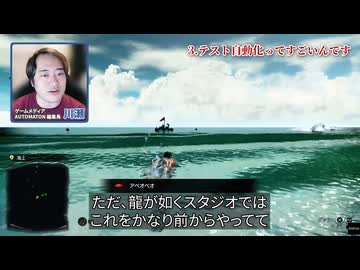 3.テスト自動化ってすごいんです
ゲームメディア
AUTOMATON 編集長 川瀬
海上
アペオペオ
ただ、龍が如くスタジオでは
これをかなり前からやってて